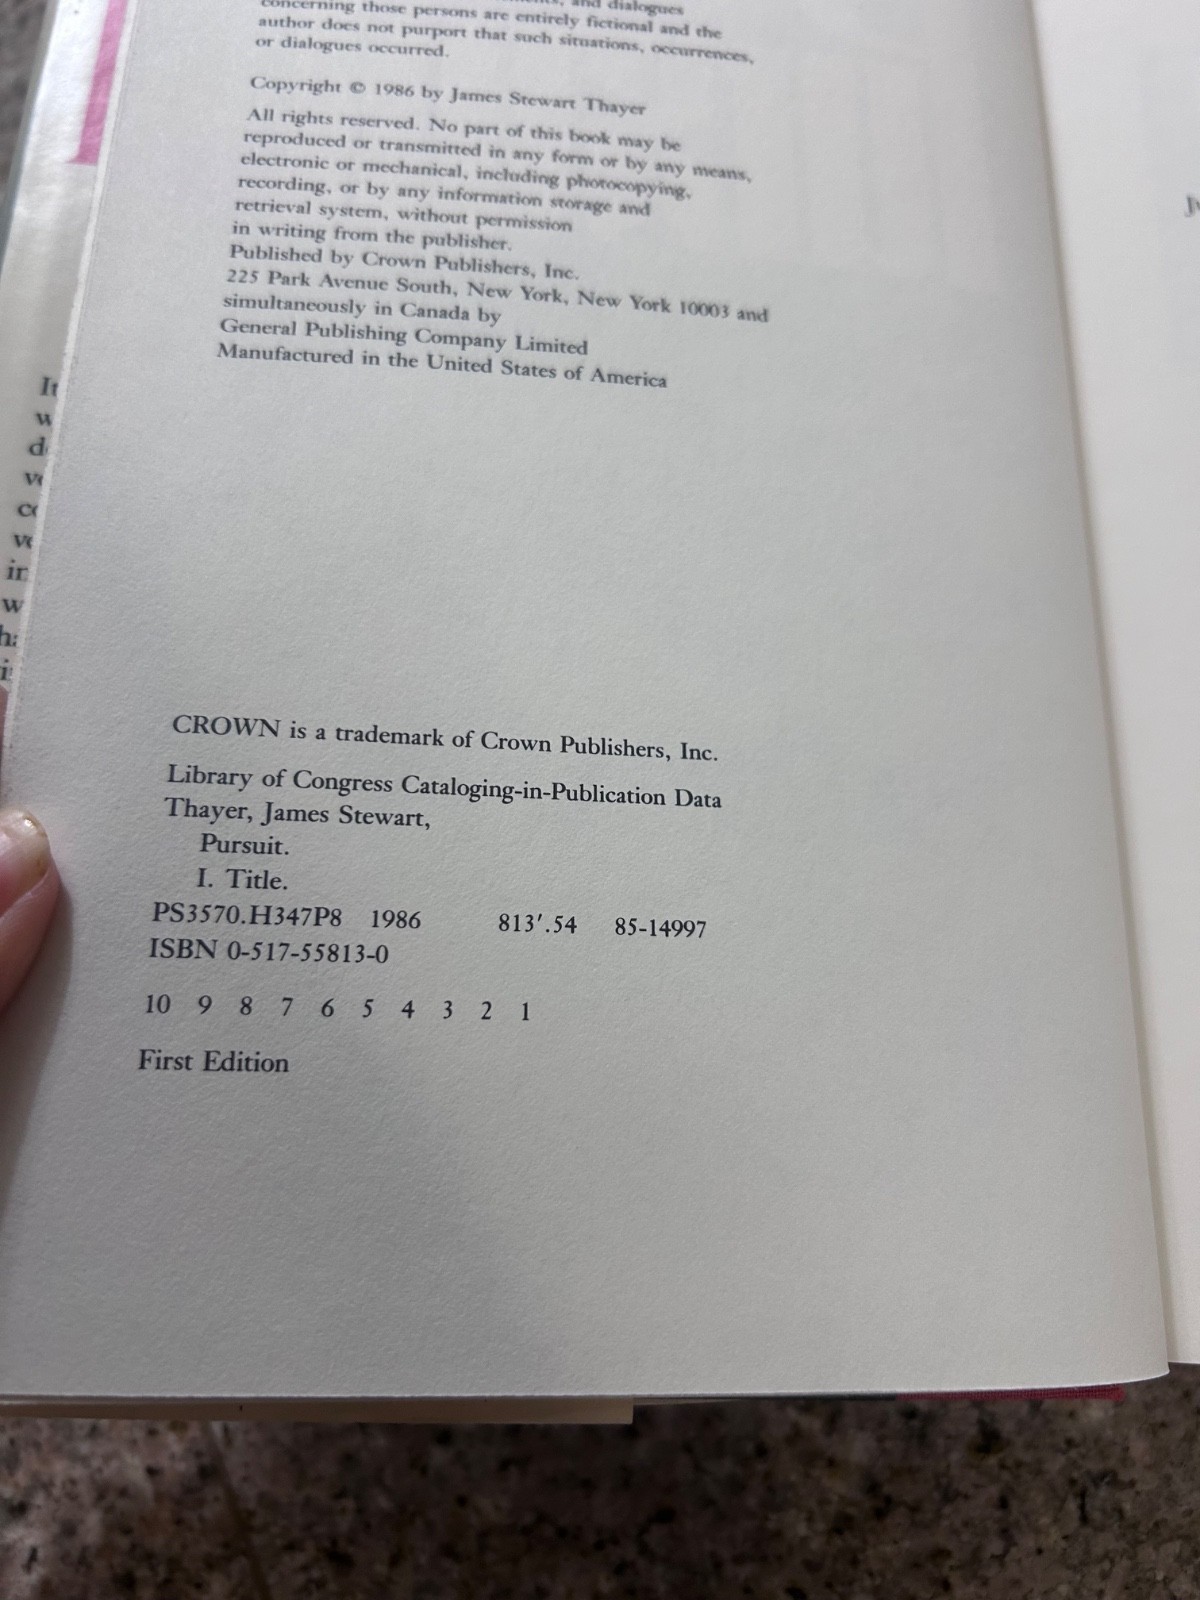 and dialogues
concerning those persons are entirely fictional and the
author does not purport that such situations, occurrences,
or dialogues occurred.
Copyright © 1986 by James Stewart Thayer
All rights reserved. No part of this book may be
reproduced or transmitted in any form or by any means,
electronic or mechanical, including photocopying,
recording, or by any information storage and
retrieval system, without permission
in writing from the publisher.
Published by Crown Publishers, Inc.
225 Park Avenue South, New York, New York 10003 and
simultaneously in Canada by
General Publishing Company Limited
Manufactured in the United States of America
CROWN is a trademark of Crown Publishers, Inc.
Library of Congress Cataloging-in-Publication Data
Thayer, James Stewart,
Pursuit.
I. Title.
PS3570.H347P8 1986 813'.54 85-14997
ISBN 0-517-55813-0
10 9 8 7 6 5 4 3 2 1
First Edition